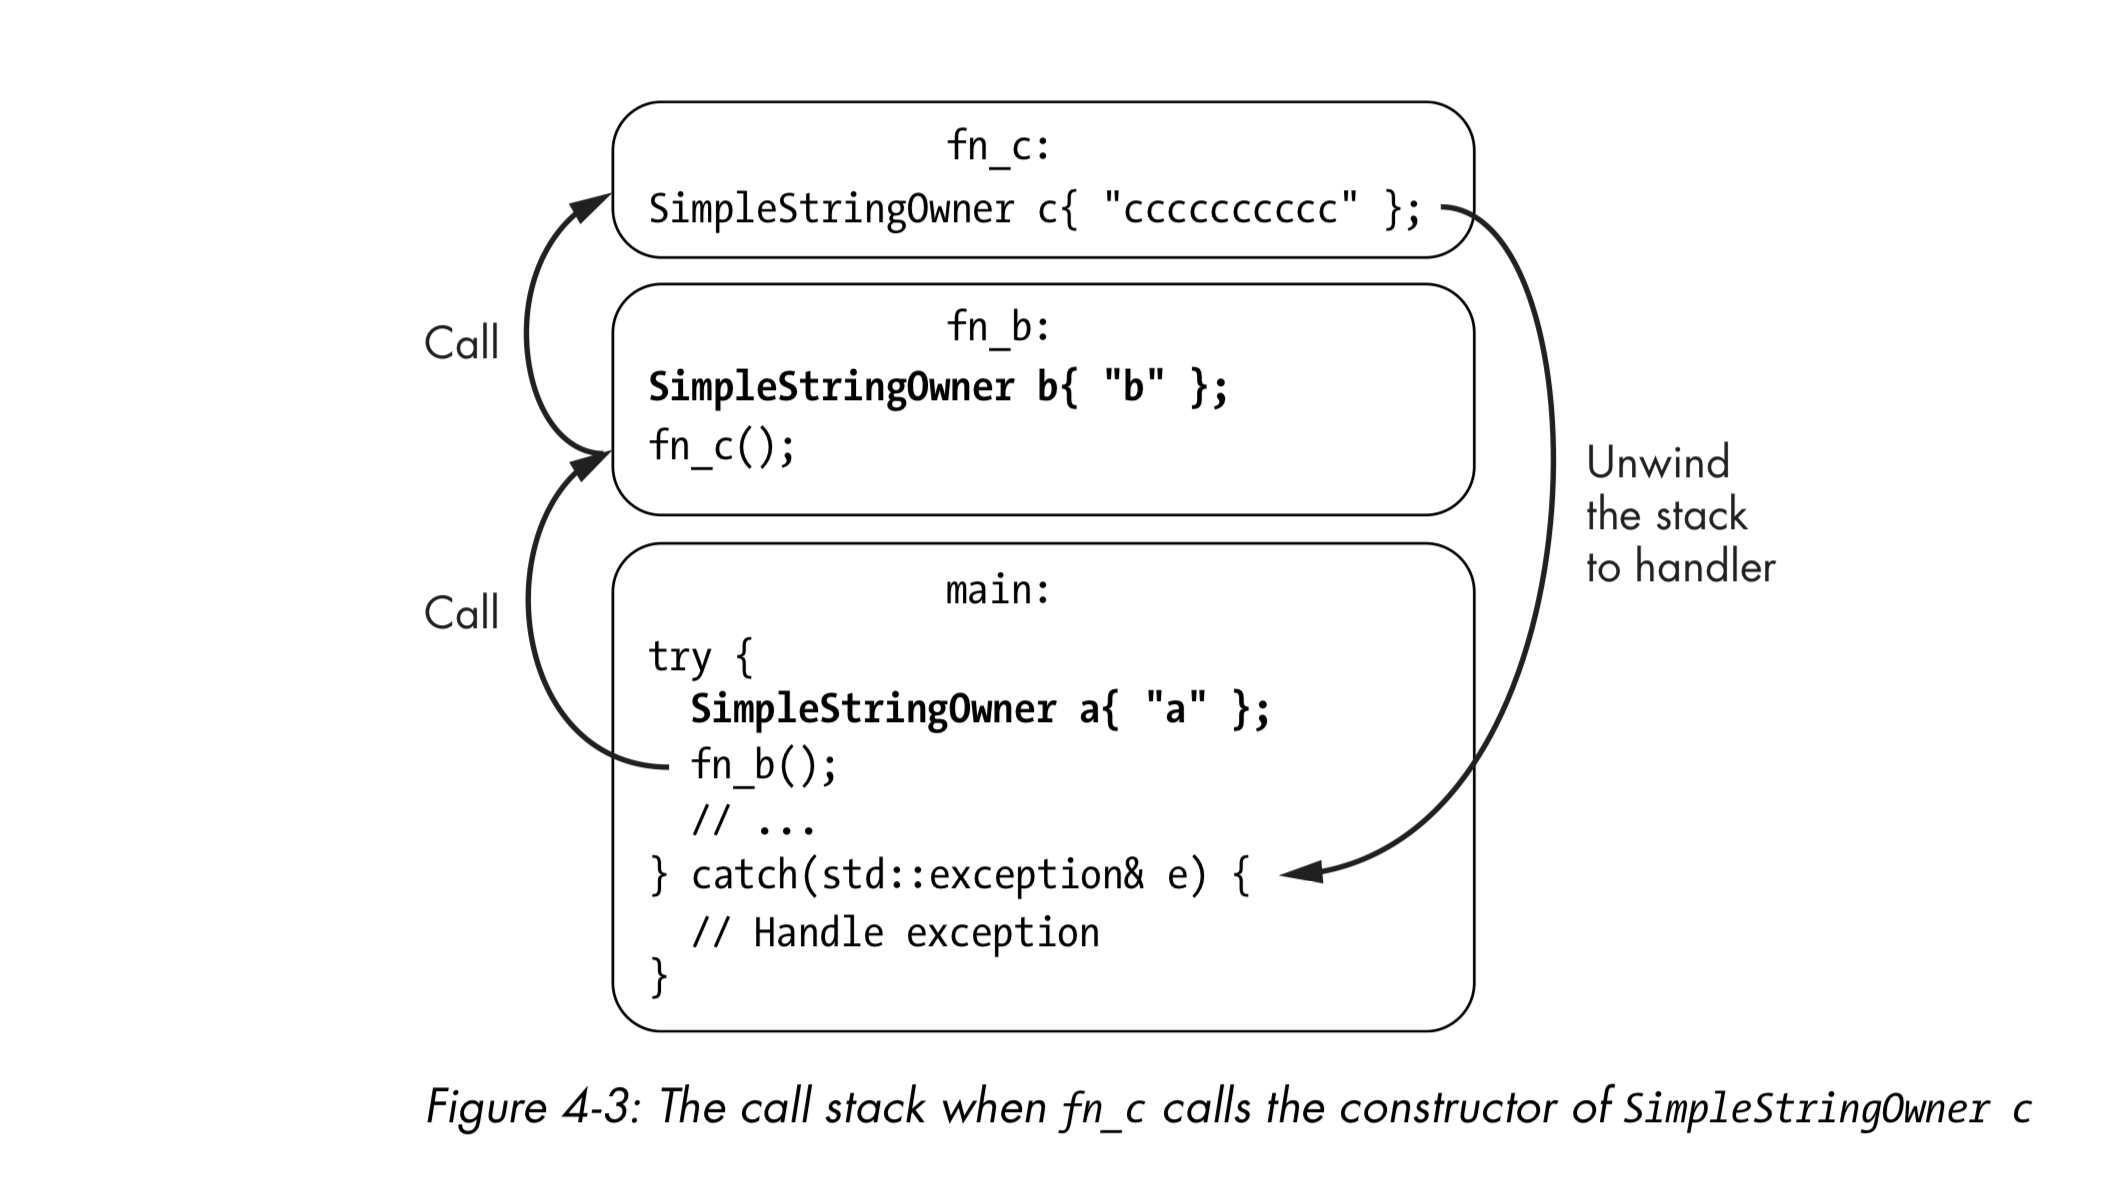 fn_c:
SimpleStringOwner c{ "cccccccccc" };
Call
fn_b:
SimpleStringOwner b{ "b" };
fn_c();
Unwind
the stack
to handler
Call
main:
try {
SimpleStringOwner a{ "a" };
fn_b();
// ...
} catch(std::exception& e) {
// Handle exception
}
Figure 4-3: The call stack when fn_c calls the constructor of SimpleStringOwner c